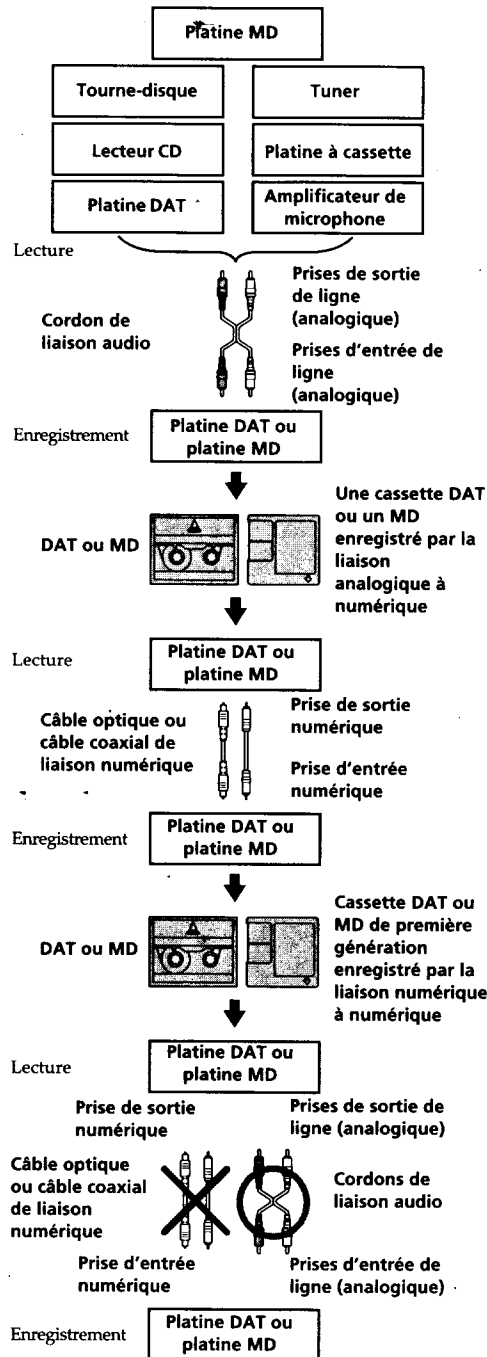 Platine MD
Tourne-disque
Tuner
Lecteur CD
Platine à cassette
Platine DAT
Amplificateur de
microphone
Lecture
Cordon de
liaison audio
Prises de sortie
de ligne
(analogique)
Prises d'entrée de
ligne
(analogique)
Enregistrement
Platine DAT ou
platine MD
DAT ou MD
Une cassette DAT
ou un MD
enregistré par la
liaison
analogique à
numérique
Lecture
Platine DAT ou
platine MD
Câble optique ou
câble coaxial de
liaison numérique
Prise de sortie
numérique
Prise d'entrée
numérique
Enregistrement
Platine DAT ou
platine MD
DAT ou MD
Cassette DAT ou
MD de première
génération
enregistré par la
liaison numérique
à numérique
Lecture
Platine DAT ou
platine MD
Prise de sortie
numérique
Prises de sortie de
ligne (analogique)
Câble optique
ou câble coaxial
de liaison
numérique
Cordons de
liaison audio
Prise d'entrée
numérique
Prises d'entrée de
ligne (analogique)
Enregistrement
Platine DAT ou
platine MD